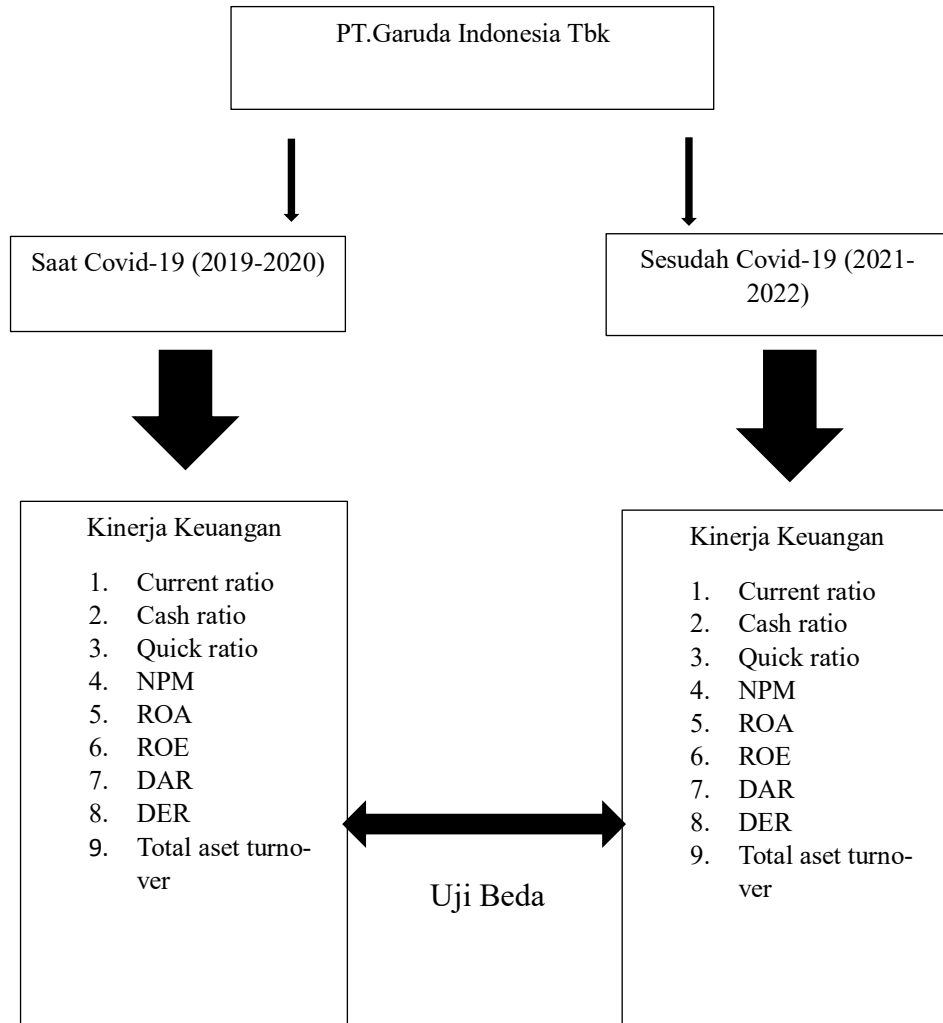 PT.Garuda Indonesia Tbk
Saat Covid-19 (2019-2020)
Sesudah Covid-19 (2021-
2022)
Kinerja Keuangan
1. Current ratio
2. Cash ratio
3. Quick ratio
4. NPM
5. ROA
6. ROE
7. DAR
8. DER
9. Total aset turno-
ver
Kinerja Keuangan
1. Current ratio
2. Cash ratio
3. Quick ratio
4. NPM
5. ROA
6. ROE
7. DAR
8. DER
9. Total aset turno-
ver
Uji Beda